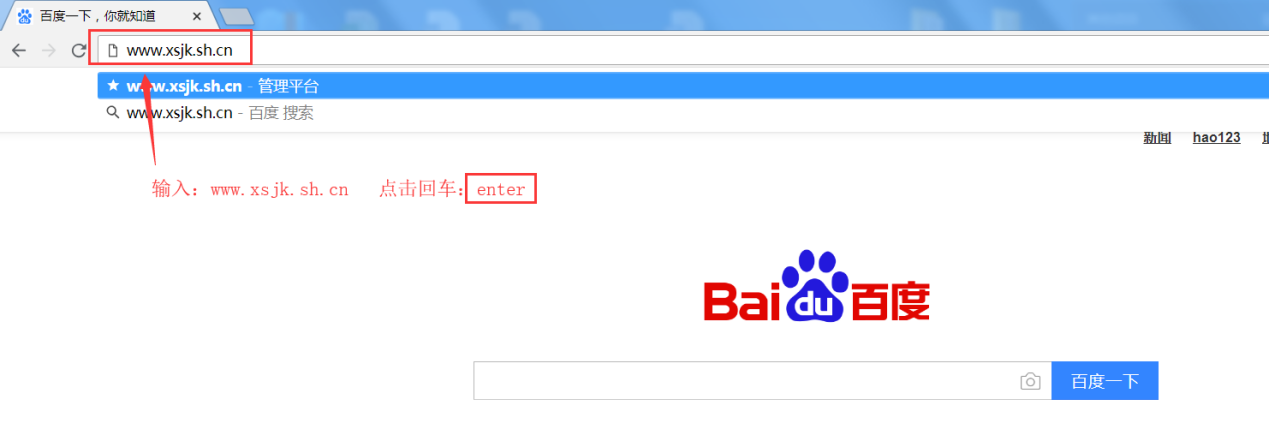 百度一下，你就知道
www.xsjk.sh.cn
www.xsjk.sh.cn - 管理平台
www.xsjk.sh.cn - 百度 搜索
新闻 hao123
输入：www.xsjk.sh.cn 点击回车：enter
Bai du 百度
百度一下